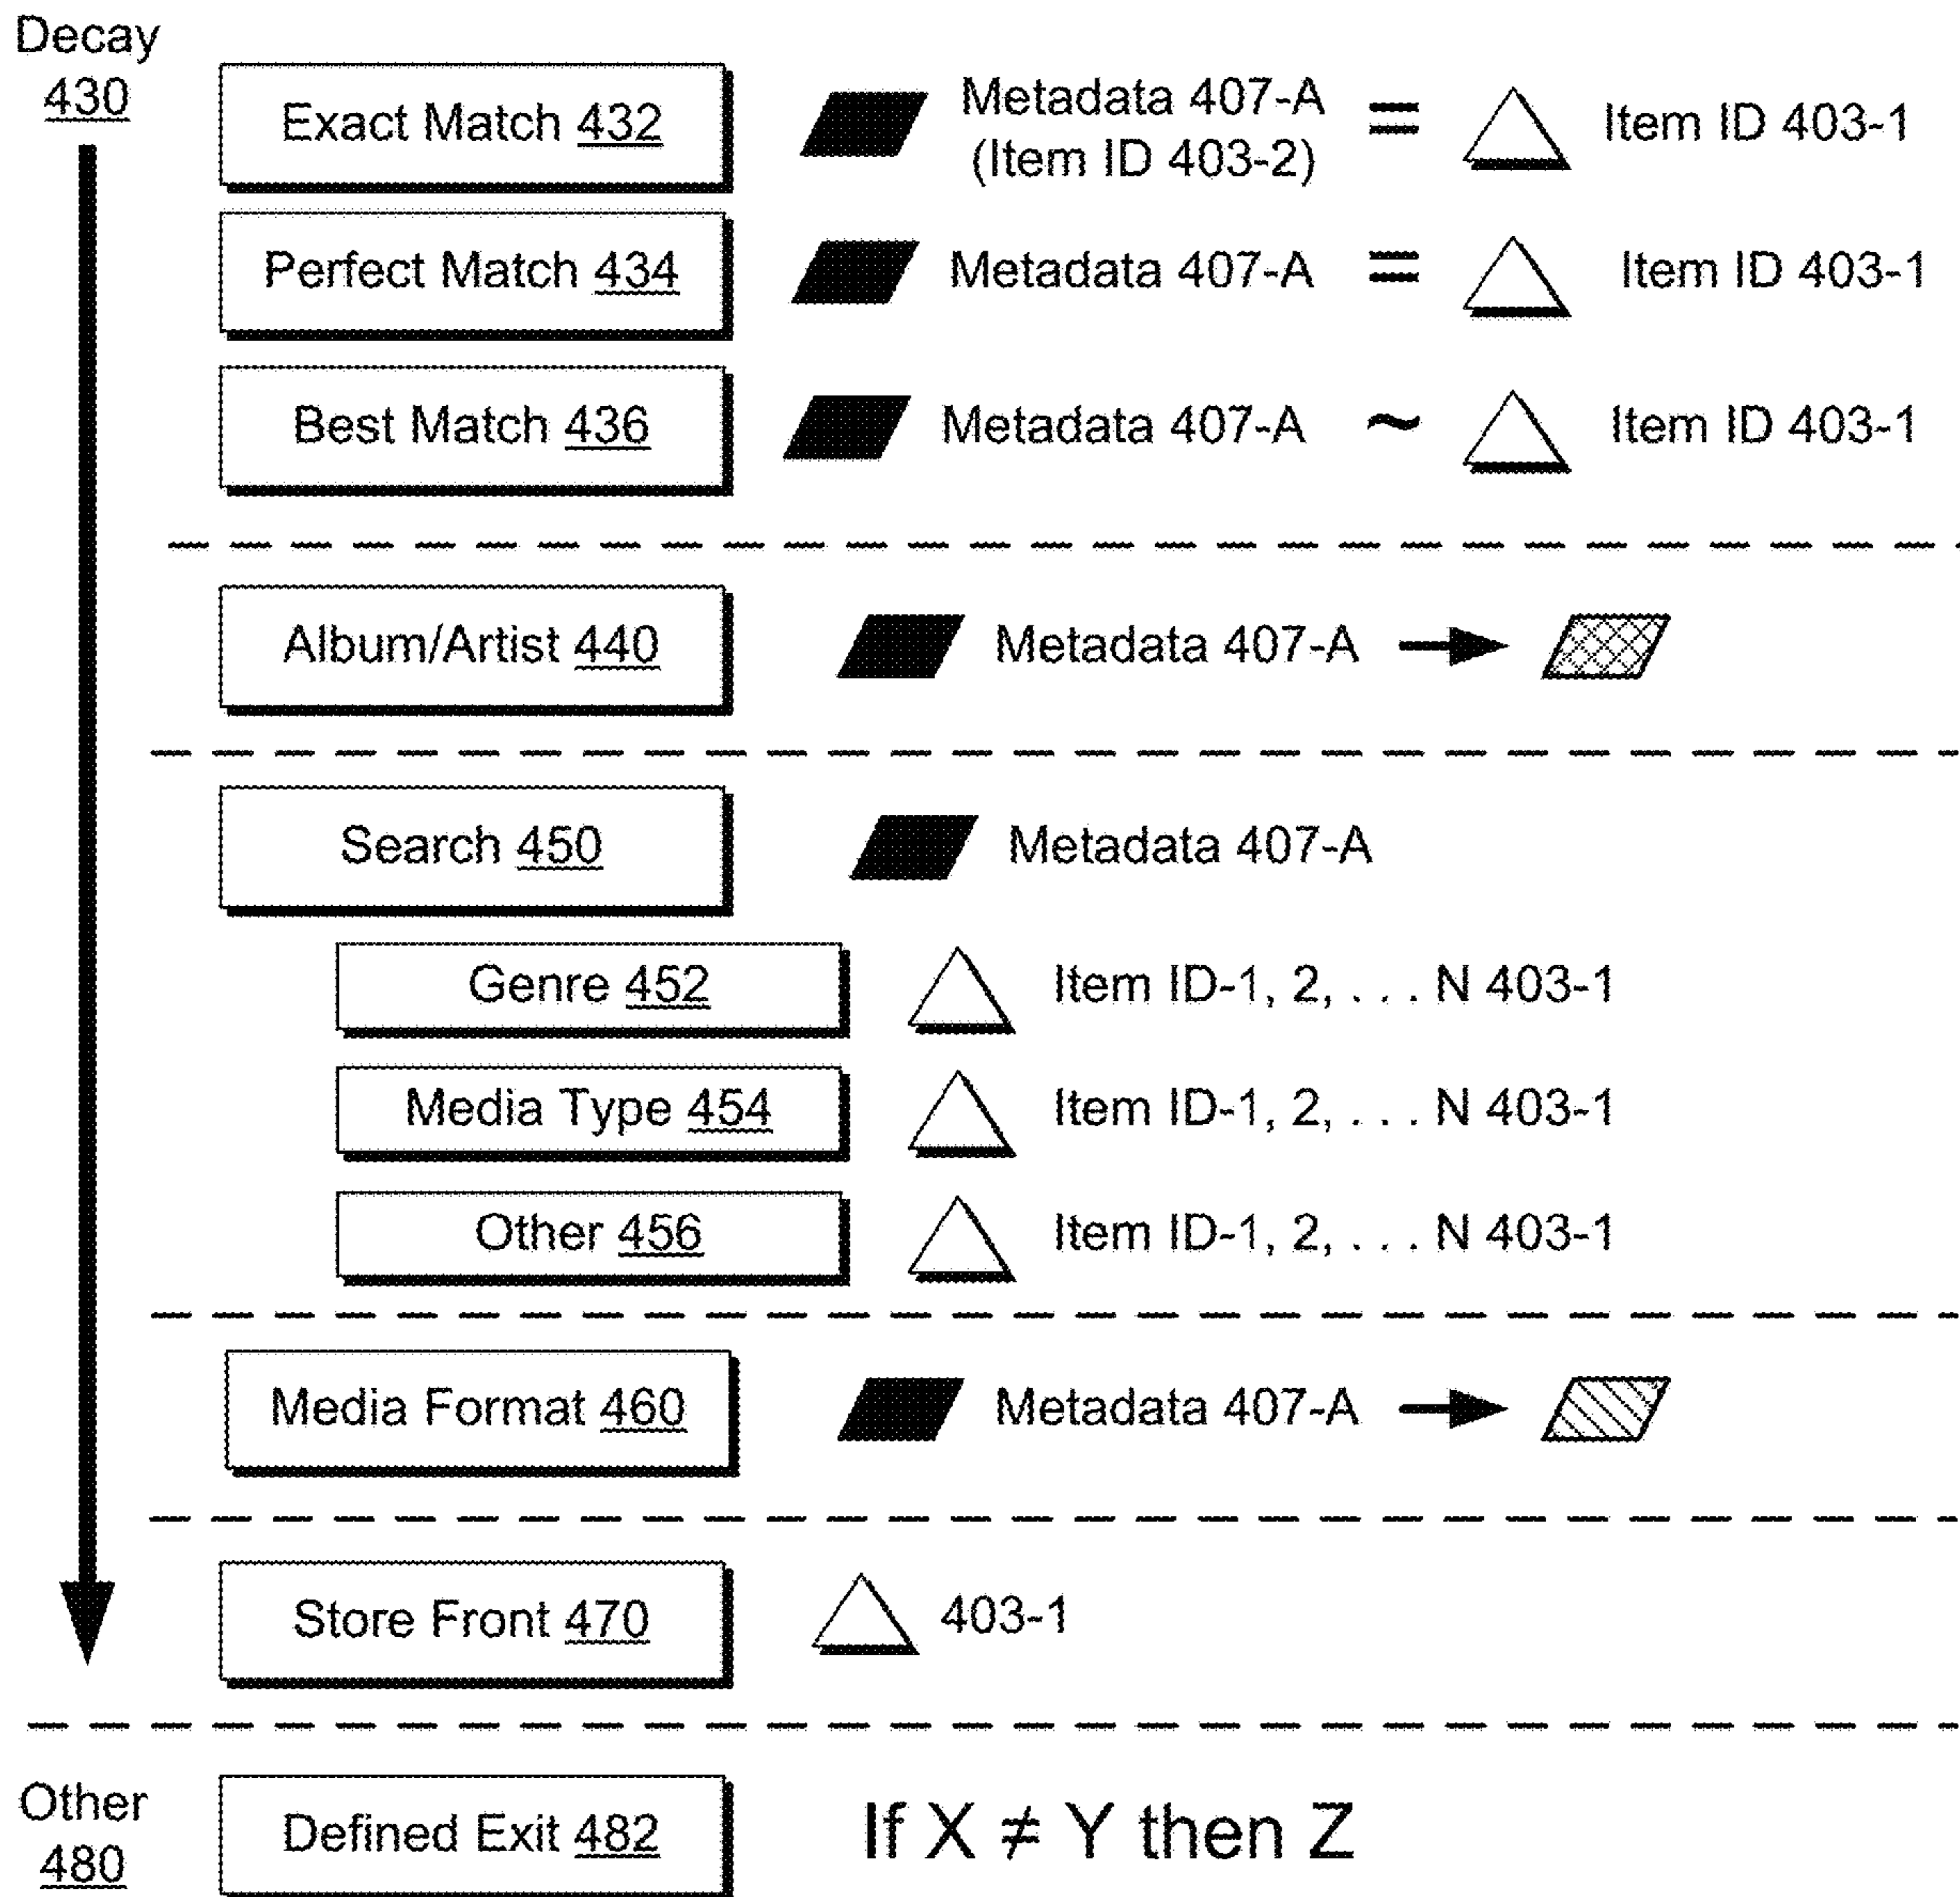 Decay
430
Exact Match 432
Metadata 407-A = Item ID 403-1
(Item ID 403-2)
Perfect Match 434
Metadata 407-A = Item ID 403-1
Best Match 436
Metadata 407-A ~ Item ID 403-1
Album/Artist 440
Metadata 407-A
Search 450
Metadata 407-A
Genre 452
Item ID-1, 2, . . . N 403-1
Media Type 454
Item ID-1, 2, . . . N 403-1
Other 456
Item ID-1, 2, . . . N 403-1
Media Format 460
Metadata 407-A
Store Front 470
403-1
Other
480
Defined Exit 482
If X ≠ Y then Z